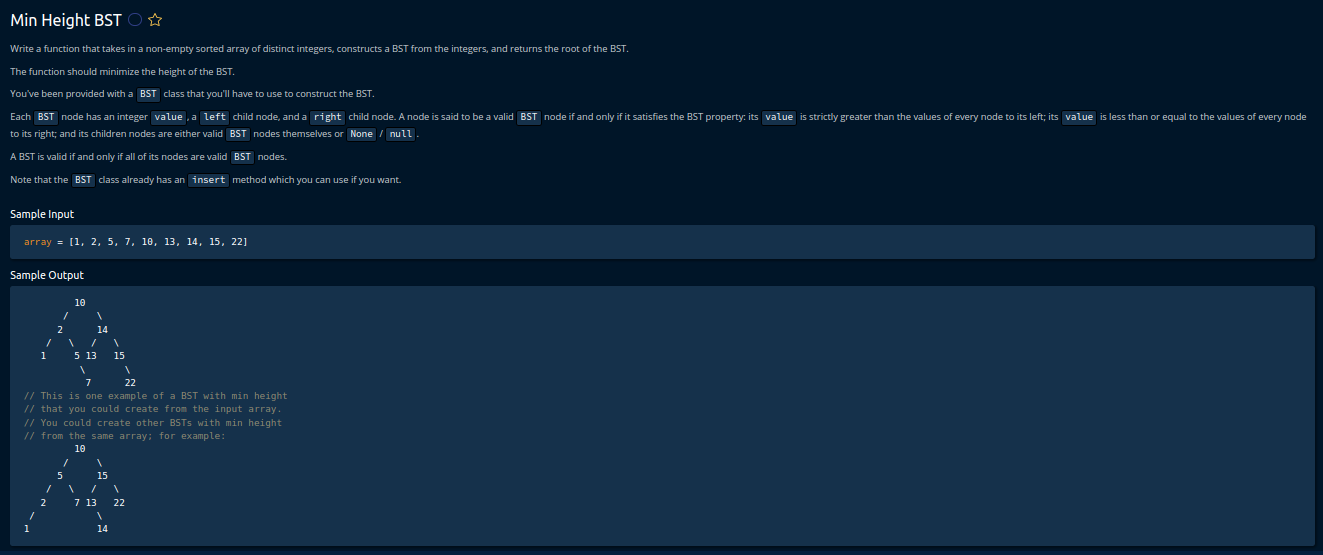 Min Height BST
Write a function that takes in a non-empty sorted array of distinct integers, constructs a BST from the integers, and returns the root of the BST.
The function should minimize the height of the BST.
You've been provided with a BST class that you'll have to use to construct the BST.
Each BST node has an integer value, a left child node, and a right child node. A node is said to be a valid BST node if and only if it satisfies the BST property: its value is strictly greater than the values of every node to its left; its value is less than or equal to the values of every node
to its right; and its children nodes are either valid BST nodes themselves or None / null.
A BST is valid if and only if all of its nodes are valid BST nodes.
Note that the BST class already has an insert method which you can use if you want.
Sample Input
array = [1, 2, 5, 7, 10, 13, 14, 15, 22]
Sample Output
         10
       /     \
      2      14
    /   \   /   \
   1     5 13   15
          \       \
           7      22
// This is one example of a BST with min height
// that you could create from the input array.
// You could create other BSTs with min height
// from the same array; for example:
         10
       /     \
      5      15
    /   \   /   \
   2     7 13   22
 /           \
1            14